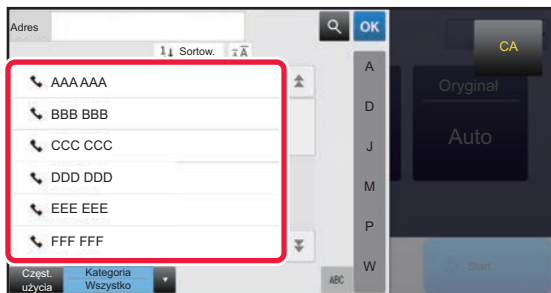 Adres
OK
CA
Sortow.
A
AAA AAA
BBB BBB
CCC CCC
DDD DDD
EEE EEE
FFF FFF
A
D
J
M
P
W
Oryginał
Auto
Częst.
użycia
Kategoria
Wszystko
ABC
Start